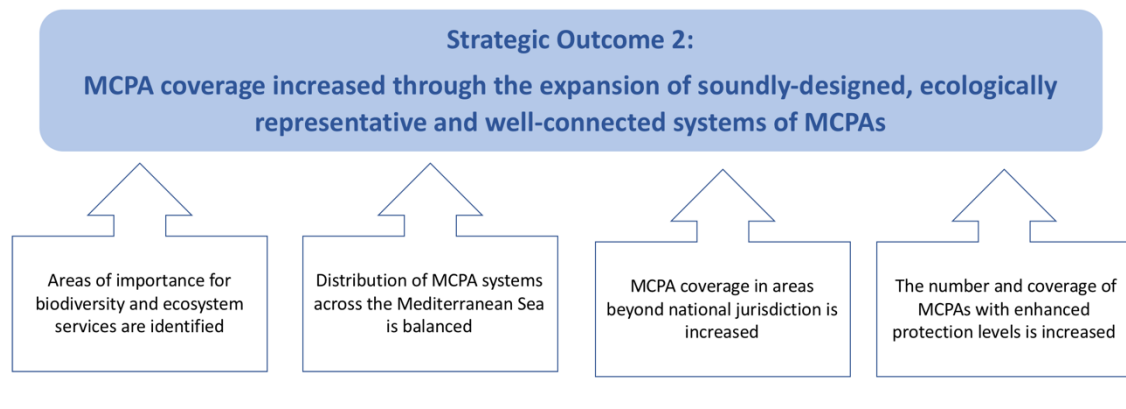 Strategic Outcome 2:
MCPA coverage increased through the expansion of soundly-designed, ecologically
representative and well-connected systems of MCPAs
Areas of importance for
biodiversity and ecosystem
services are identified
Distribution of MCPA systems
across the Mediterranean Sea
is balanced
MCPA coverage in areas
beyond national jurisdiction is
increased
The number and coverage of
MCPAs with enhanced
protection levels is increased